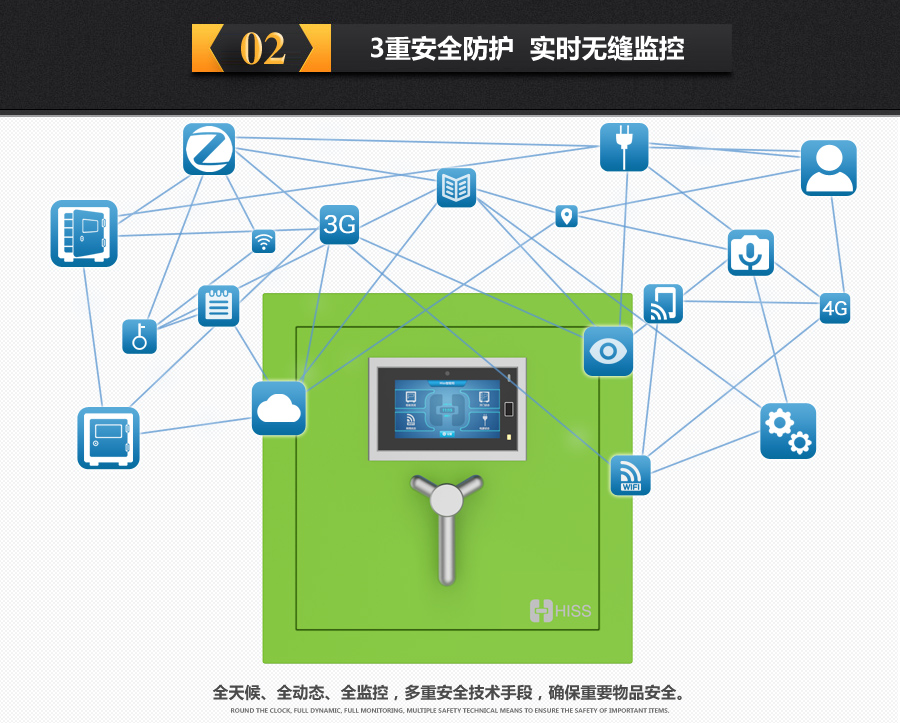 02
3重安全防护 实时无缝监控
3G
4G
WIFI
HISS
全天候、全动态、全监控，多重安全技术手段，确保重要物品安全。
ROUND THE CLOCK, FULL DYNAMIC, FULL MONITORING, MULTIPLE SAFETY TECHNICAL MEANS TO ENSURE THE SAFETY OF IMPORTANT ITEMS.